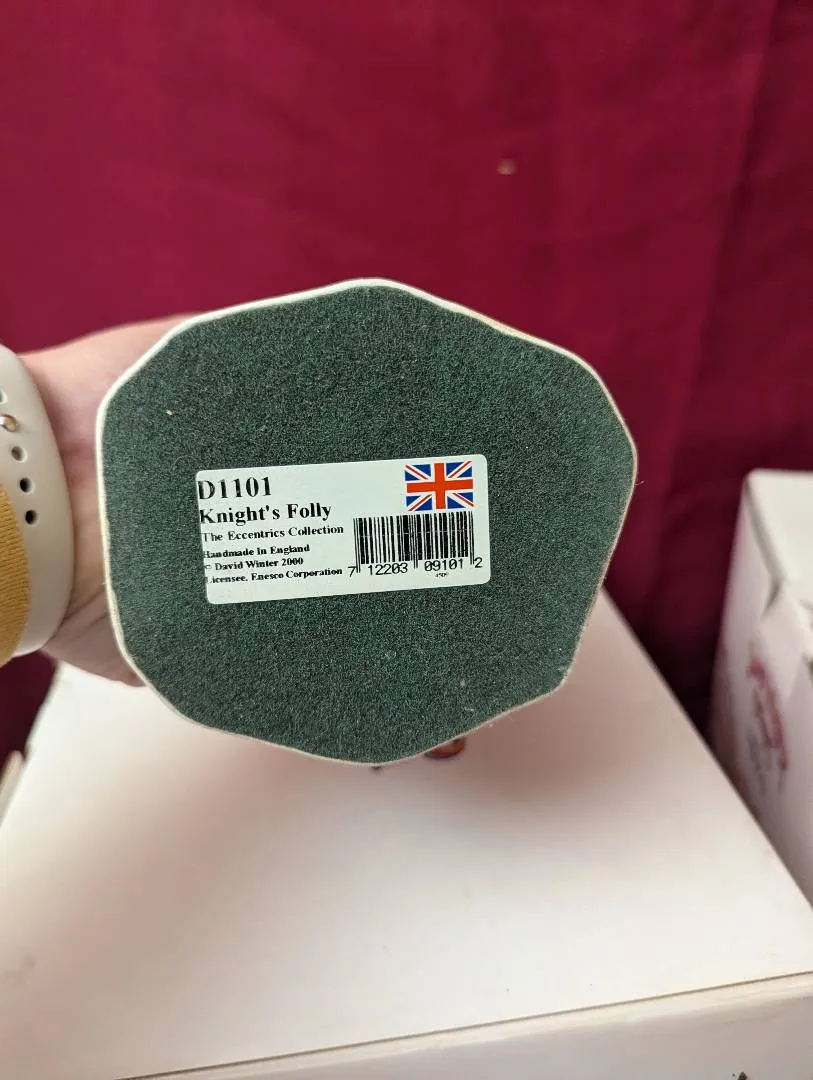 D1101
Knight's Folly
The Eccentrics Collection
Handmade In England
© David Winter 2000
Licensee. Enesco Corporation
7 12203 09101 2